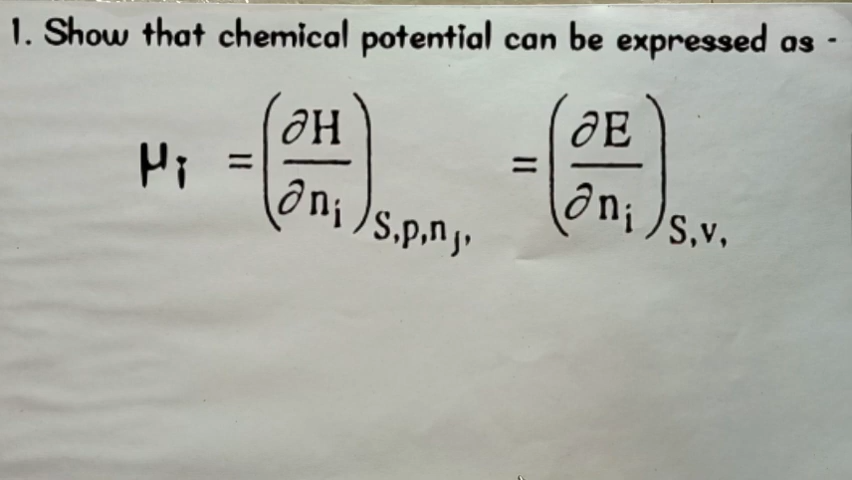 1. Show that chemical potential can be expressed as -
μi = (∂H/∂ni)S,p,nj, = (∂E/∂ni)S,v,